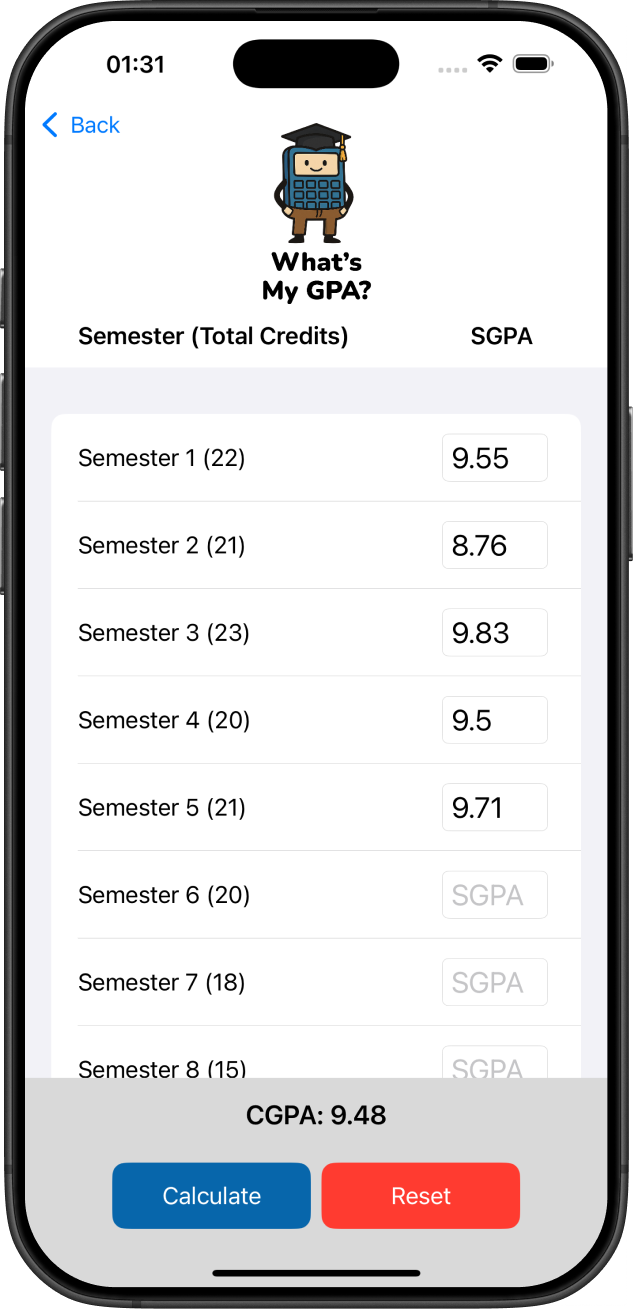 01:31
Back
What's
My GPA?
Semester (Total Credits) SGPA
Semester 1 (22) 9.55
Semester 2 (21) 8.76
Semester 3 (23) 9.83
Semester 4 (20) 9.5
Semester 5 (21) 9.71
Semester 6 (20) SGPA
Semester 7 (18) SGPA
Semester 8 (15) SGPA
CGPA: 9.48
Calculate Reset